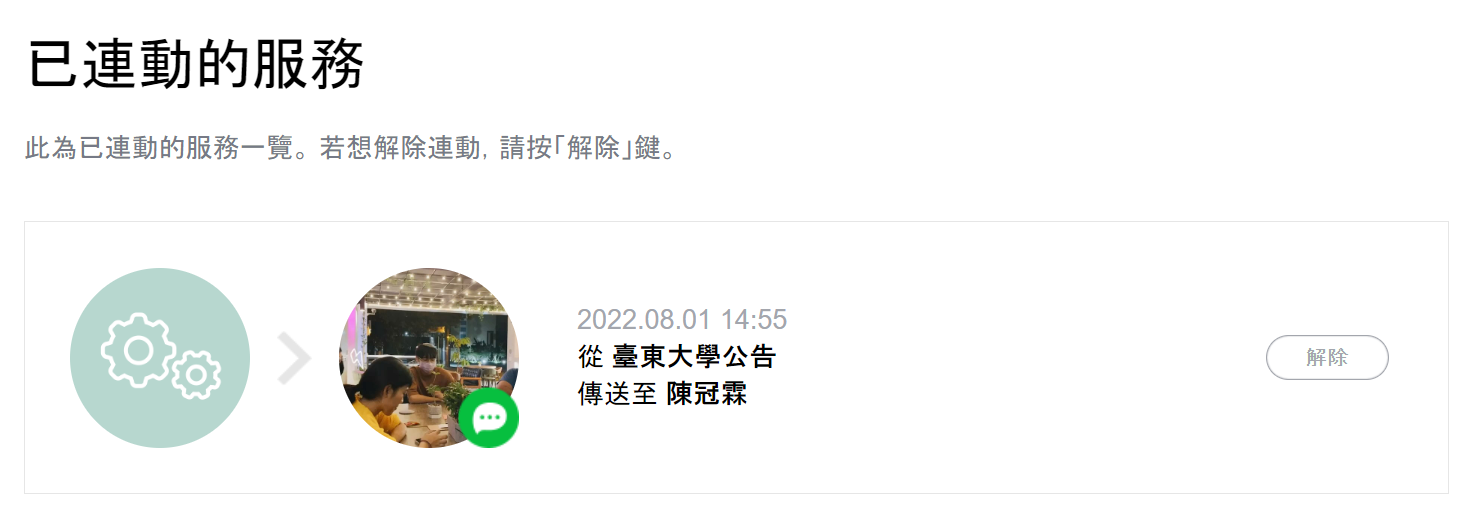 已連動的服務
此為已連動的服務一覽。若想解除連動, 請按「解除」鍵。
2022.08.01 14:55
從 臺東大學公告
傳送至 陳冠霖
解除